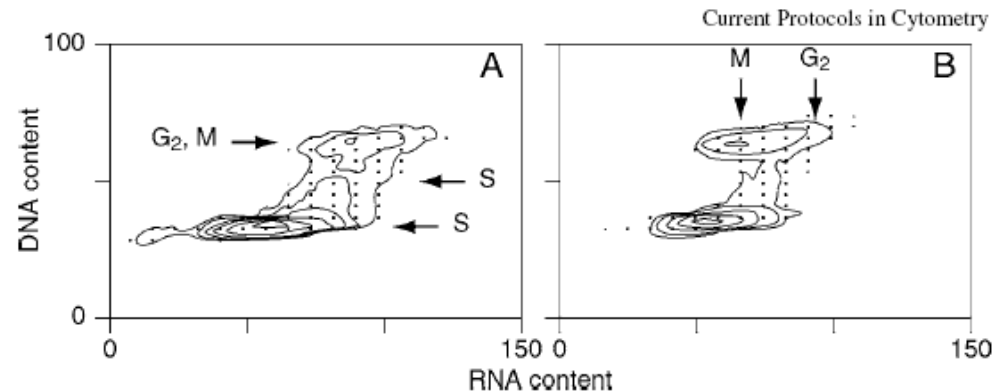 Current Protocols in Cytometry
100
A
B
M
G₂
G₂, M
S
S
DNA content
0
0
150
0
150
RNA content